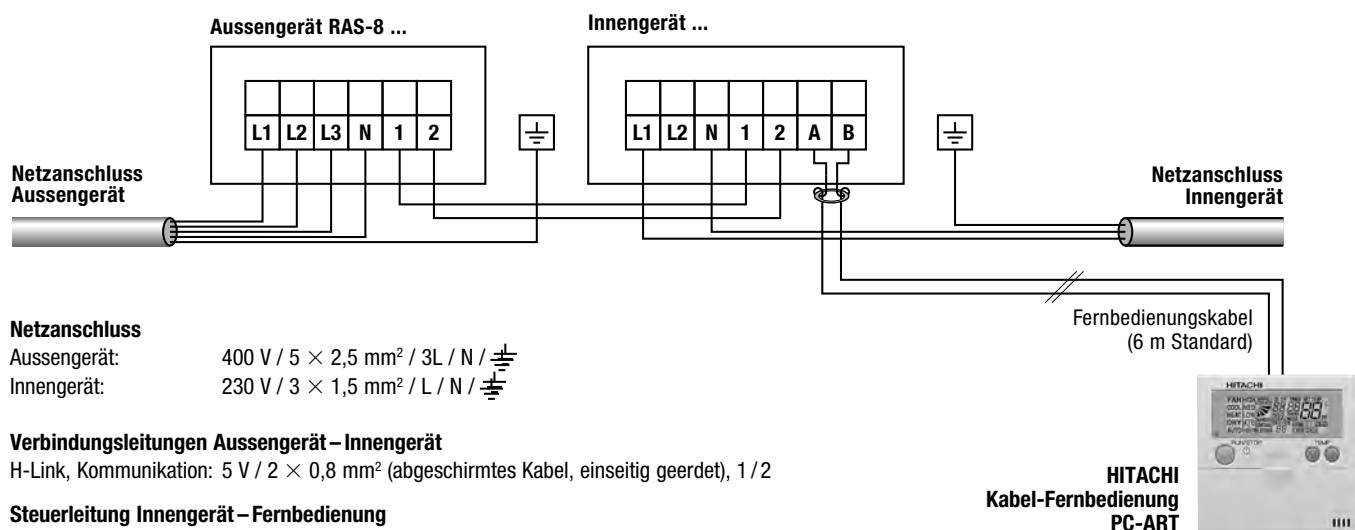 Aussengerät RAS-8 ...
Innengerät ...
L1 L2 L3 N 1 2
L1 L2 N 1 2 A B
Netzanschluss
Aussengerät
Netzanschluss
Innengerät
Fernbedienungskabel
(6 m Standard)
Netzanschluss
Aussengerät: 400 V / 5 × 2,5 mm² / 3L / N / ⏚
Innengerät: 230 V / 3 × 1,5 mm² / L / N / ⏚
Verbindungsleitungen Aussengerät – Innengerät
H-Link, Kommunikation: 5 V / 2 × 0,8 mm² (abgeschirmtes Kabel, einseitig geerdet), 1 / 2
Steuerleitung Innengerät – Fernbedienung
HITACHI
Kabel-Fernbedienung
PC-ART
HITACHI
RUN/STOP
TEMP